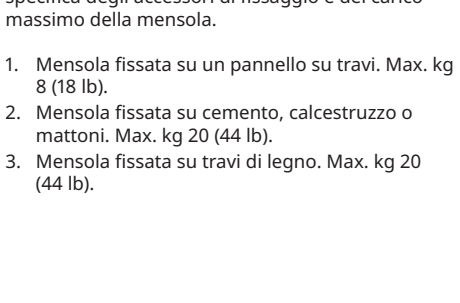 specifica degli accessori di fissaggio e del carico
massimo della mensola.
1. Mensola fissata su un pannello su travi. Max. kg
8 (18 lb).
2. Mensola fissata su cemento, calcestruzzo o
mattoni. Max. kg 20 (44 lb).
3. Mensola fissata su travi di legno. Max. kg 20
(44 lb).